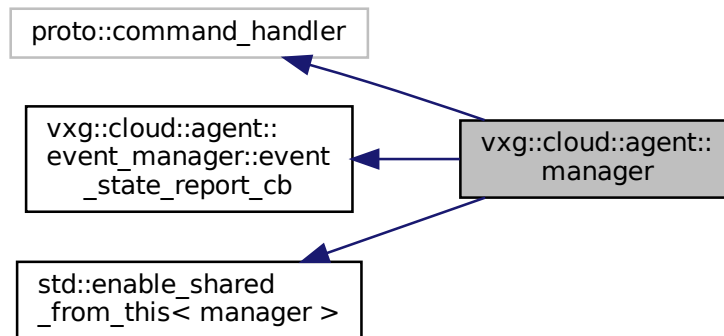 proto::command_handler
vxg::cloud::agent::
event_manager::event
_state_report_cb
vxg::cloud::agent::
manager
std::enable_shared
_from_this< manager >